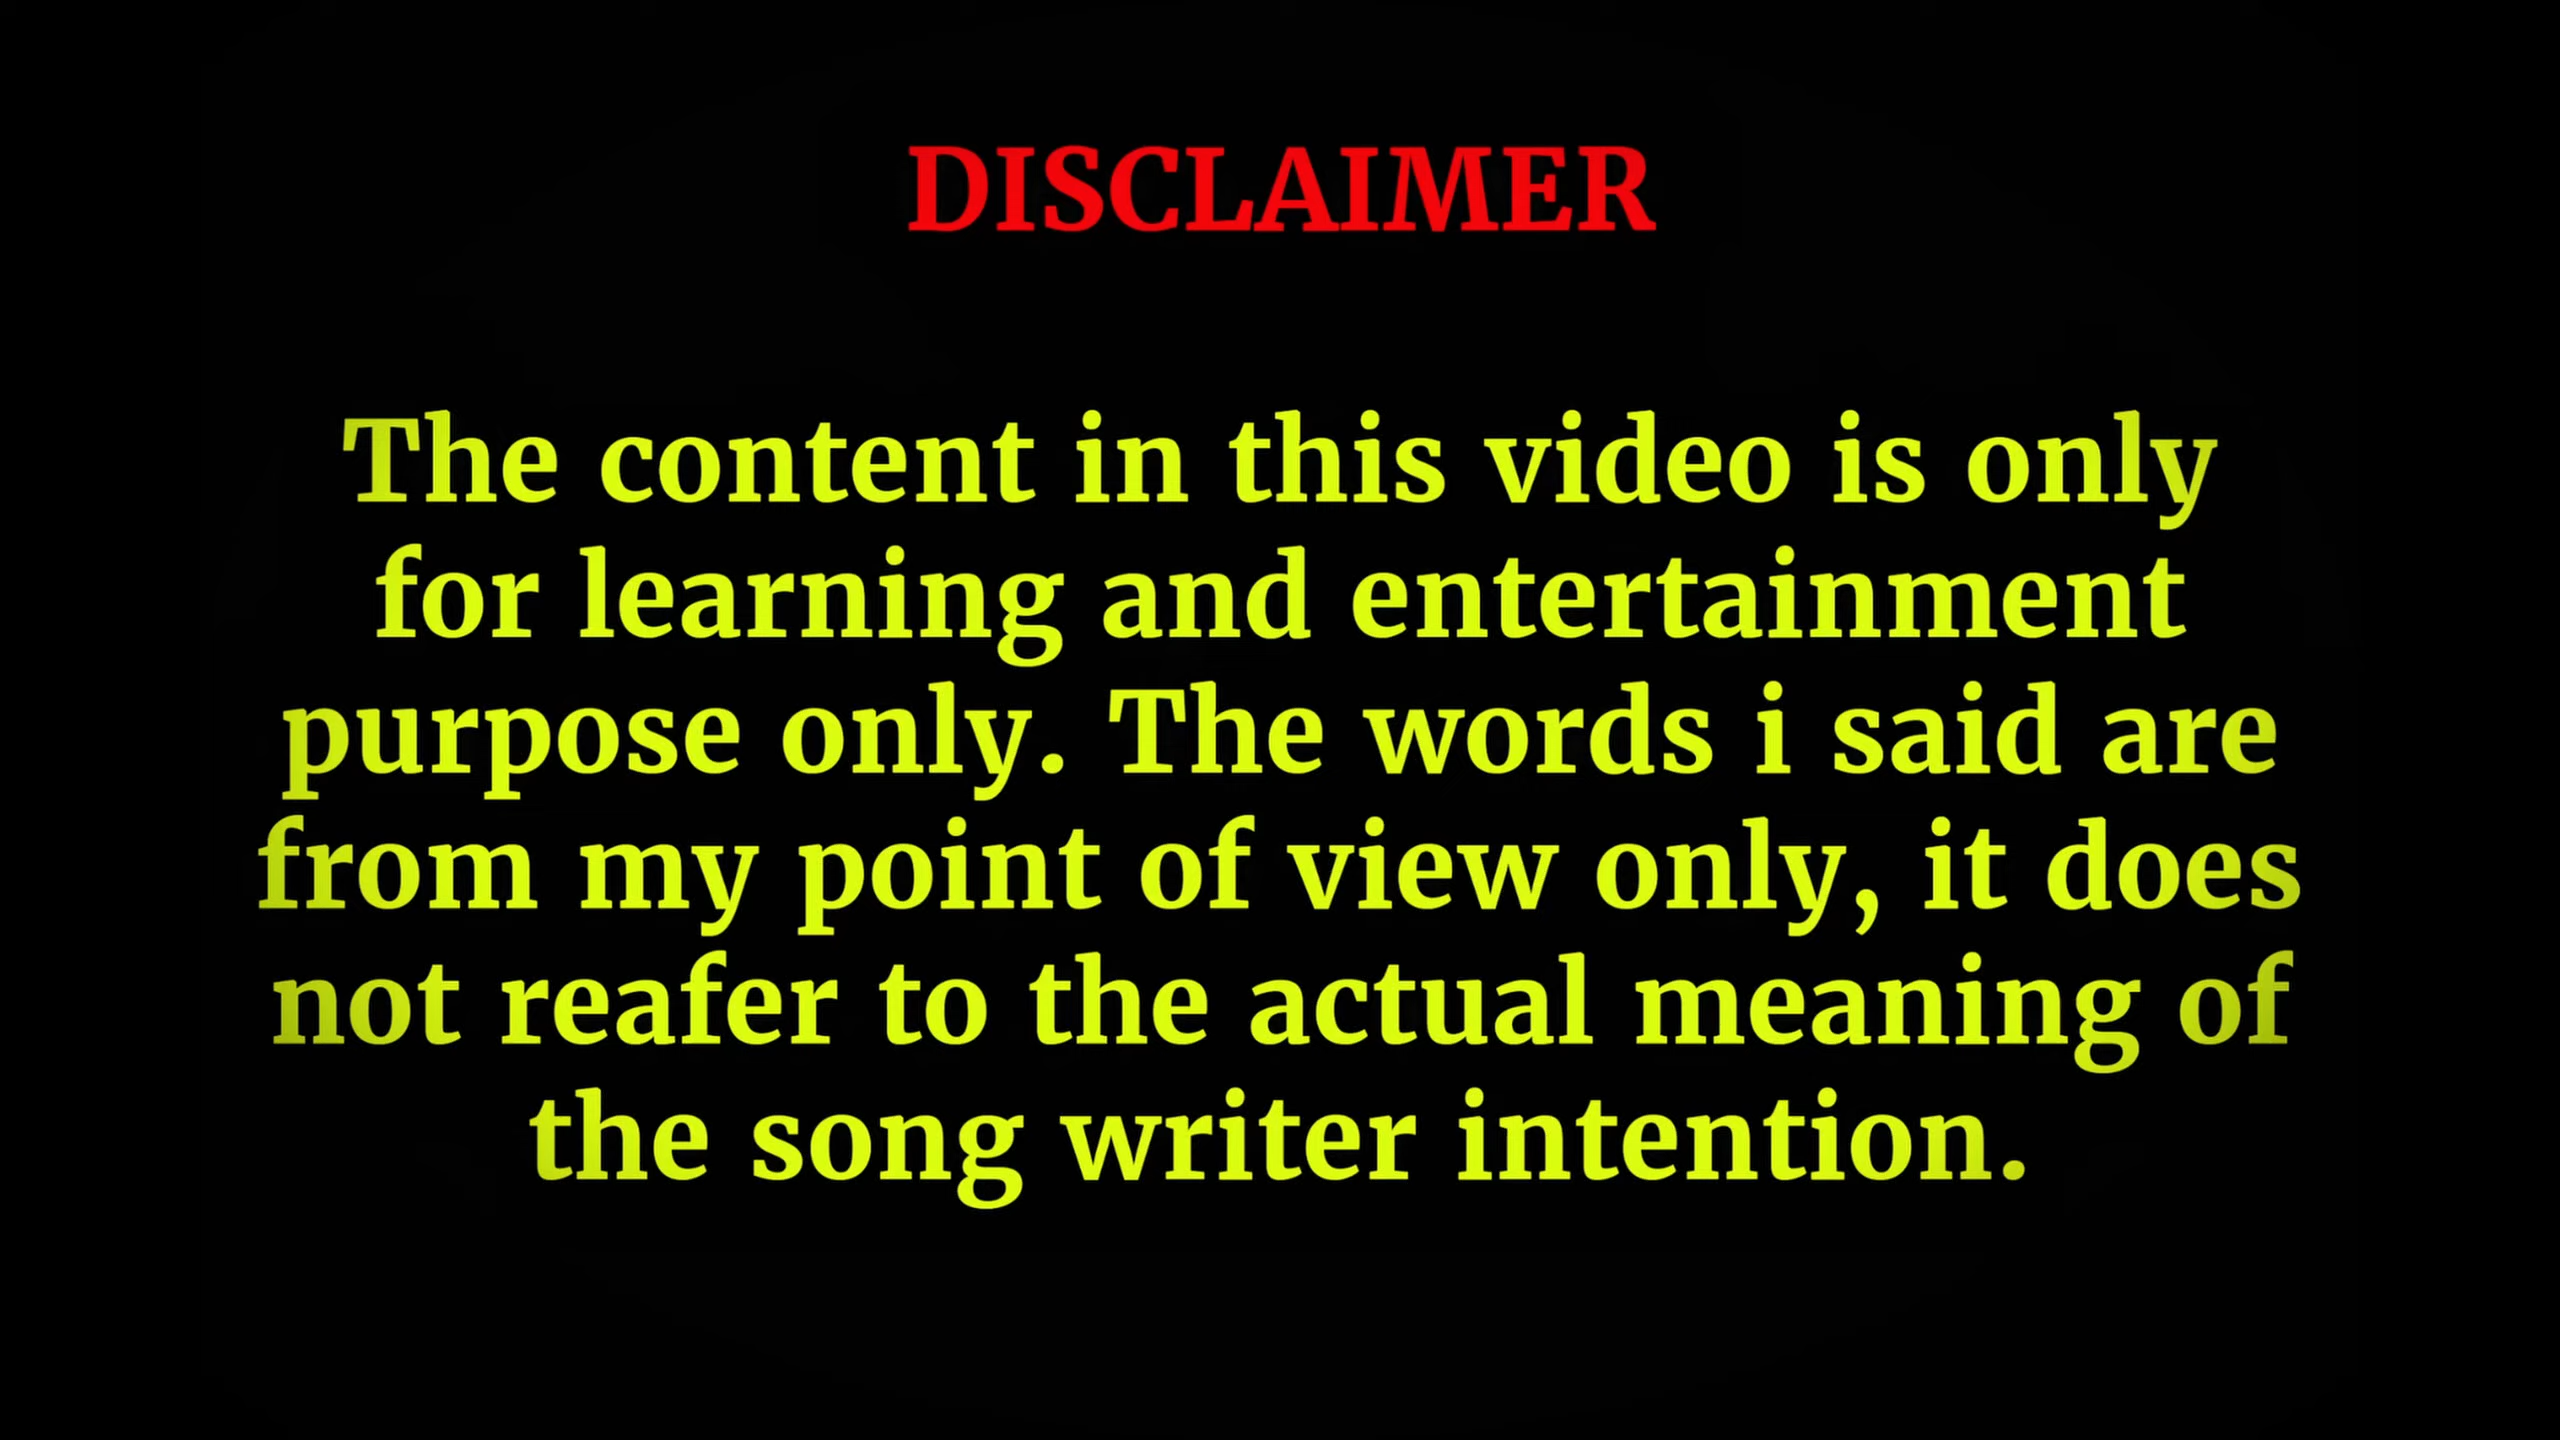 DISCLAIMER
The content in this video is only
for learning and entertainment
purpose only. The words i said are
from my point of view only, it does
not reafer to the actual meaning of
the song writer intention.